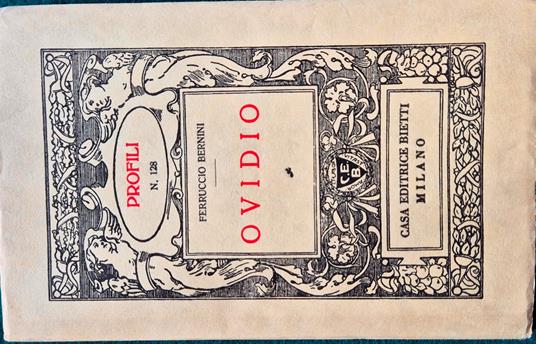 PROFILI
N. 128
FERRUCCIO BERNINI
OVIDIO
C.E.
B
CASA EDITRICE BIETTI
MILANO